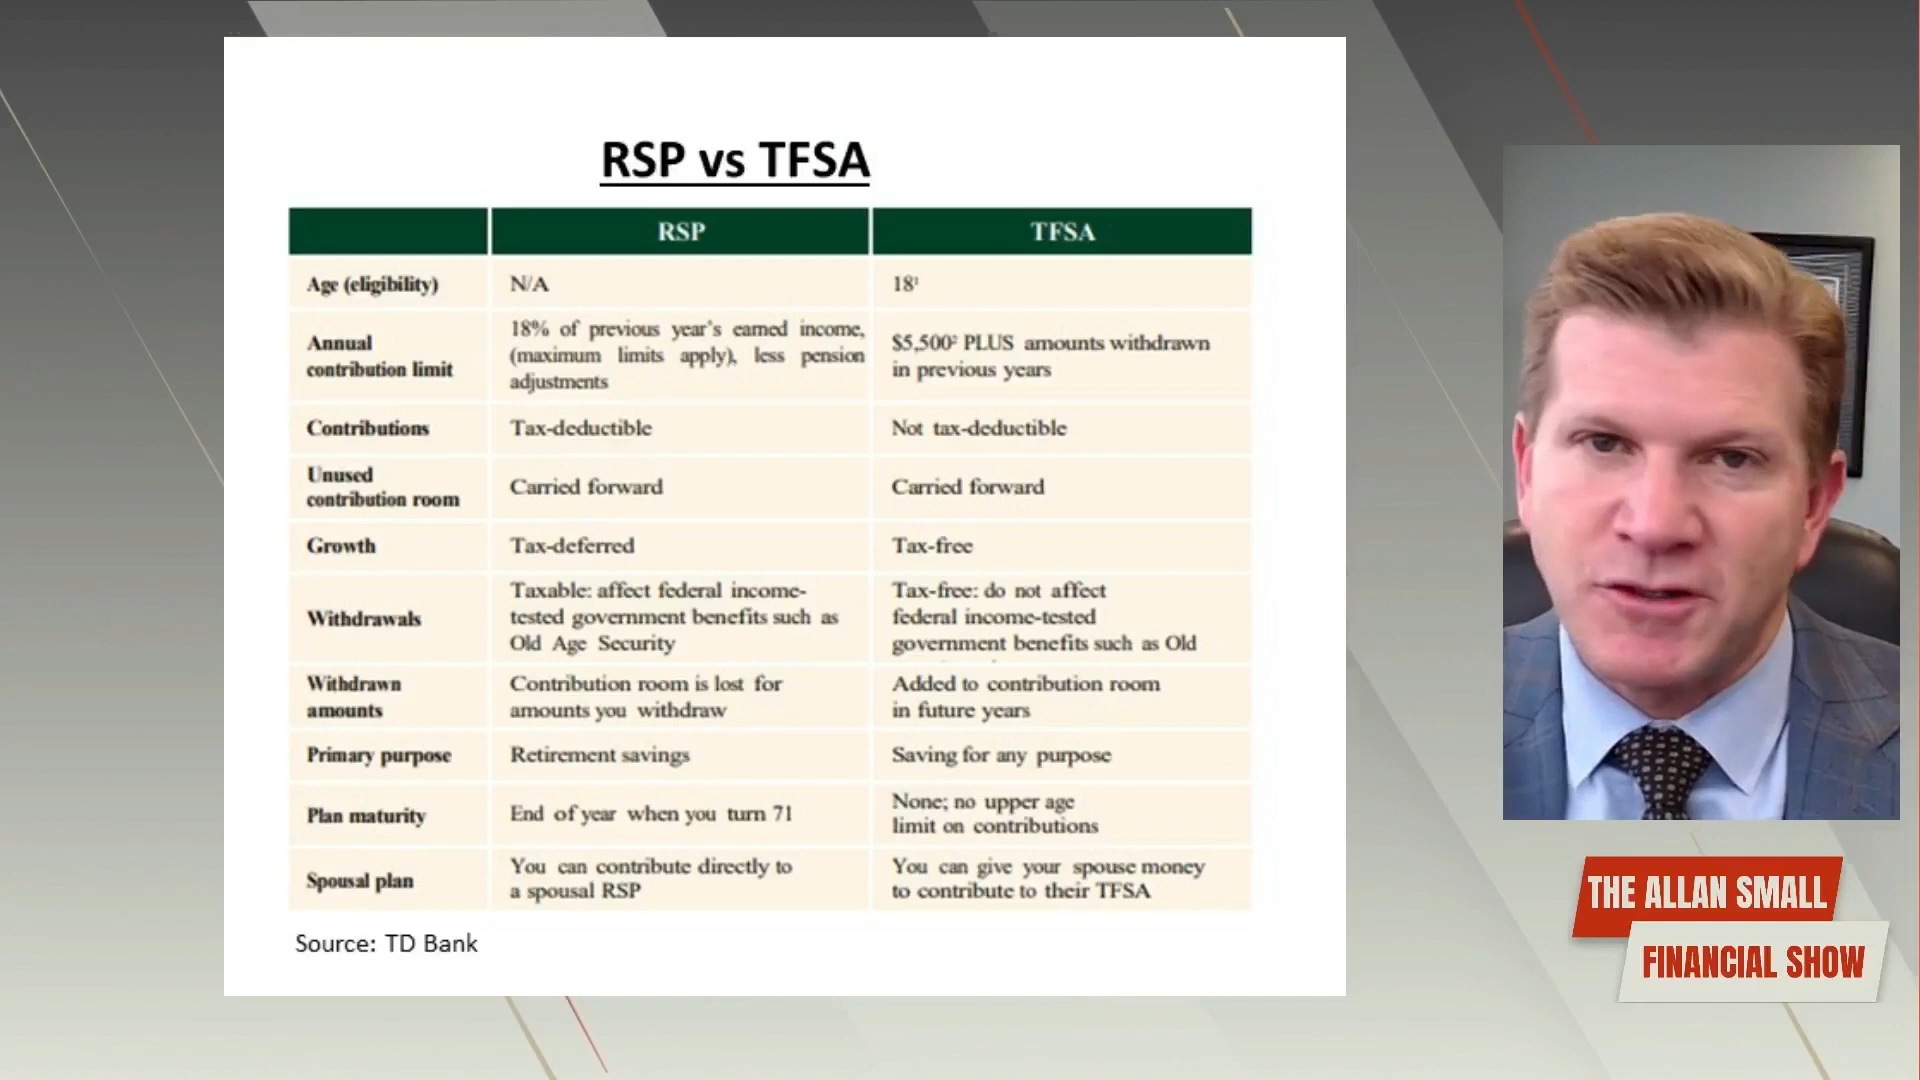 RSP vs TFSA
RSP
TFSA
Age (eligibility)
N/A
18¹
Annual
contribution limit
18% of previous year's earned income,
(maximum limits apply), less pension
adjustments
$5,500² PLUS amounts withdrawn
in previous years
Contributions
Tax-deductible
Not tax-deductible
Unused
contribution room
Carried forward
Carried forward
Growth
Tax-deferred
Tax-free
Withdrawals
Taxable: affect federal income-
tested government benefits such as
Old Age Security
Tax-free: do not affect
federal income-tested
government benefits such as Old
Withdrawn
amounts
Contribution room is lost for
amounts you withdraw
Added to contribution room
in future years
Primary purpose
Retirement savings
Saving for any purpose
Plan maturity
End of year when you turn 71
None; no upper age
limit on contributions
Spousal plan
You can contribute directly to
a spousal RSP
You can give your spouse money
to contribute to their TFSA
Source: TD Bank
THE ALLAN SMALL
FINANCIAL SHOW